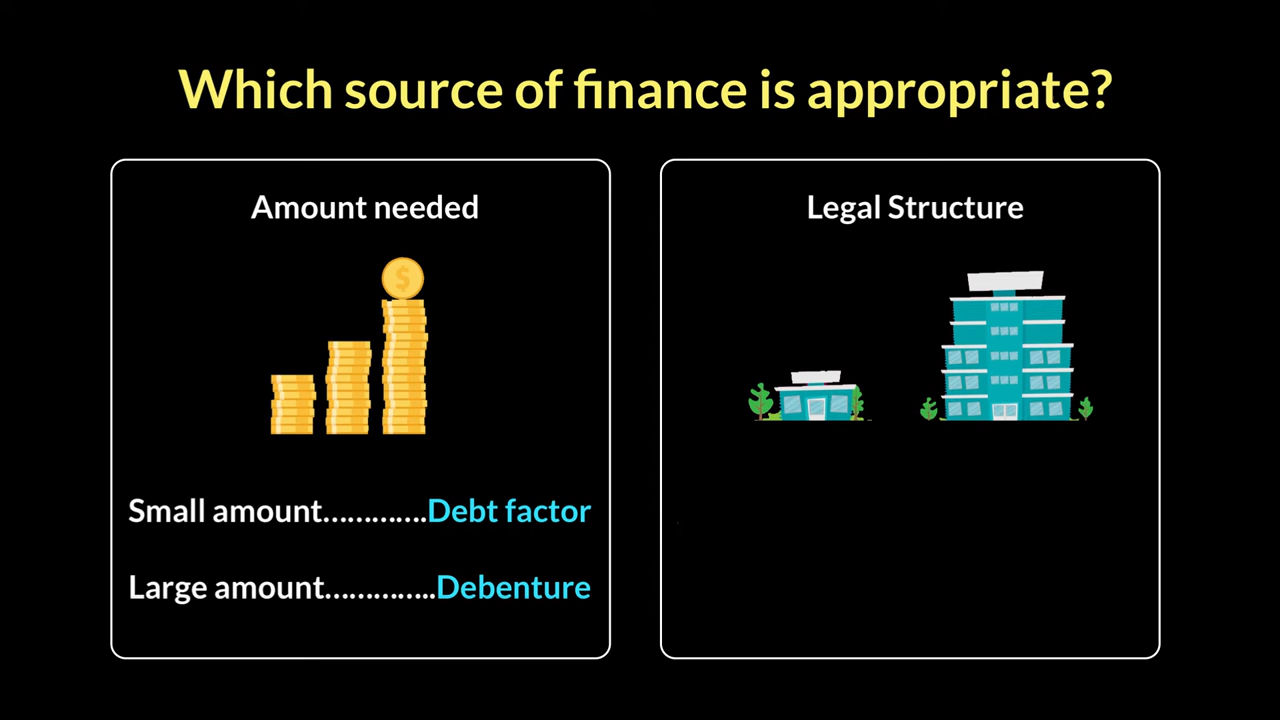 Which source of finance is appropriate?
Amount needed
Small amount.............Debt factor
Large amount..............Debenture
Legal Structure